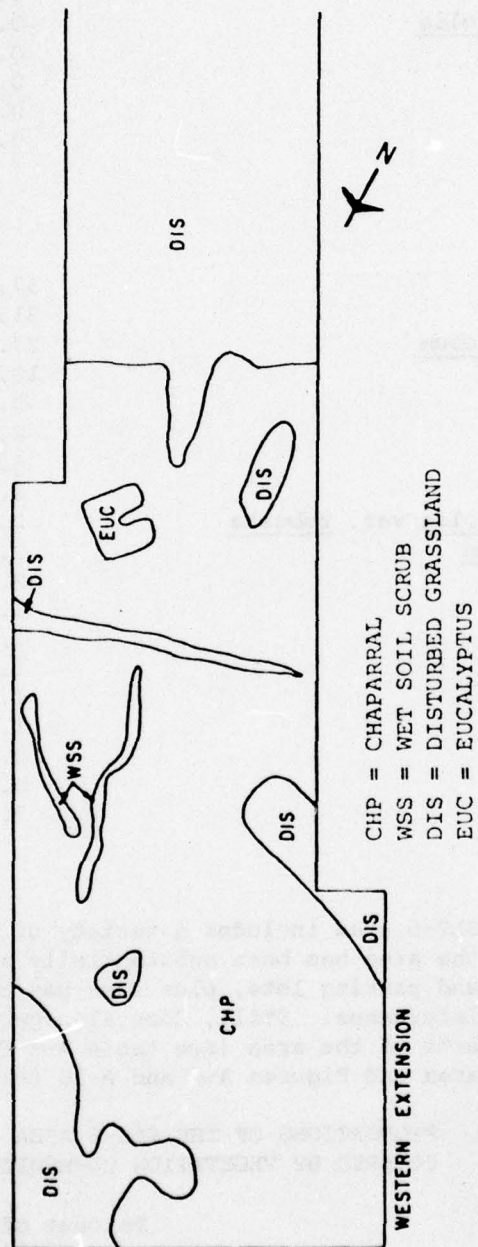 DIS
DIS
WSS
EUC
DIS
N
DIS
DIS
DIS
CHP
DIS
WESTERN EXTENSION
CHP = CHAPARRAL
WSS = WET SOIL SCRUB
DIS = DISTURBED GRASSLAND
EUC = EUCALYPTUS